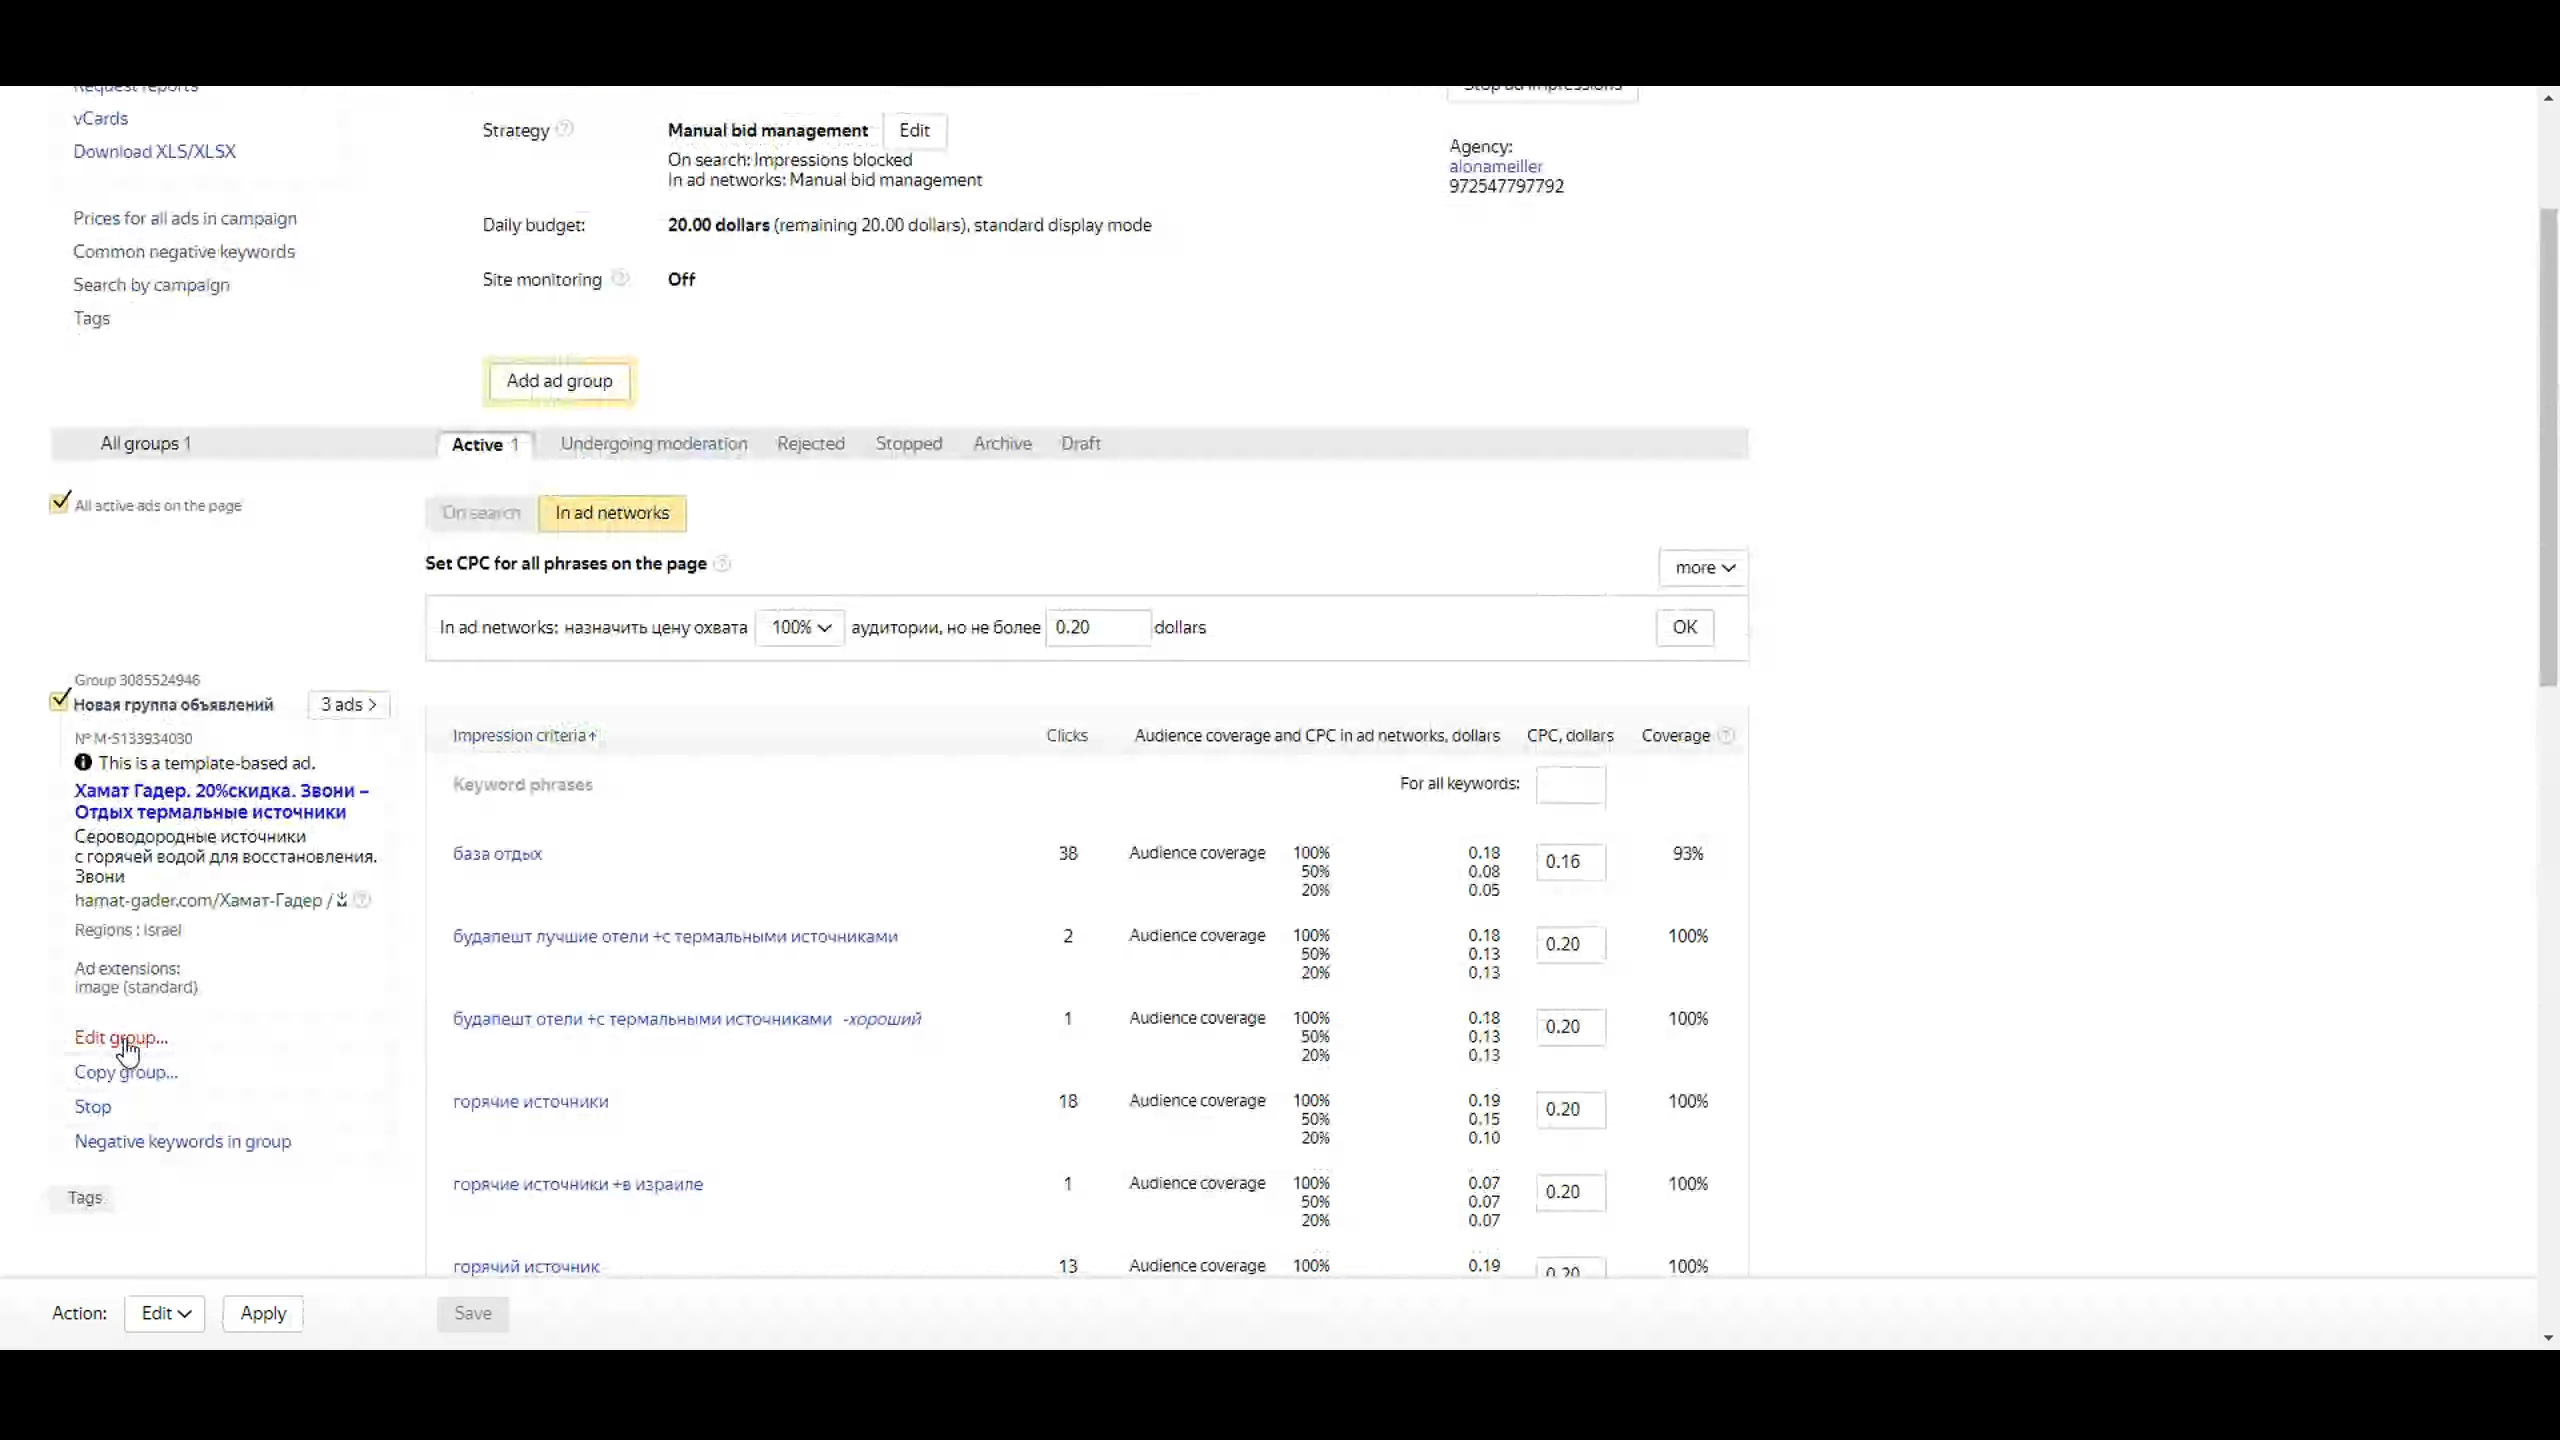 Request reports
Stop ad impressions
vCards
Download XLS/XLSX
Prices for all ads in campaign
Common negative keywords
Search by campaign
Tags
Strategy
Manual bid management Edit
On search: Impressions blocked
In ad networks: Manual bid management
Daily budget: 20.00 dollars (remaining 20.00 dollars), standard display mode
Site monitoring Off
Agency:
alonameiller
972547797792
Add ad group
All groups 1 Active 1 Undergoing moderation Rejected Stopped Archive Draft
All active ads on the page
On search In ad networks
Set CPC for all phrases on the page
more
In ad networks: назначить цену охвата 100% аудитории, но не более 0.20 dollars OK
Group 3085524946
Новая группа объявлений 3 ads >
№ M-5133934030
This is a template-based ad.
Хамат Гадер. 20%скидка. Звони –
Отдых термальные источники
Сероводородные источники
с горячей водой для восстановления.
Звони
hamat-gader.com/Хамат-Гадер /
Regions : Israel
Ad extensions:
image (standard)
Edit group...
Copy group...
Stop
Negative keywords in group
Tags
Impression criteria↑ Clicks Audience coverage and CPC in ad networks, dollars CPC, dollars Coverage
Keyword phrases For all keywords:
база отдых 38 Audience coverage 100% 0.18 0.16 93%
50% 0.08
20% 0.05
будапешт лучшие отели +с термальными источниками 2 Audience coverage 100% 0.18 0.20 100%
50% 0.13
20% 0.13
будапешт отели +с термальными источниками -хороший 1 Audience coverage 100% 0.18 0.20 100%
50% 0.13
20% 0.13
горячие источники 18 Audience coverage 100% 0.19 0.20 100%
50% 0.15
20% 0.10
горячие источники +в израиле 1 Audience coverage 100% 0.07 0.20 100%
50% 0.07
20% 0.07
горячий источник 13 Audience coverage 100% 0.19 0.20 100%
Action: Edit Apply Save